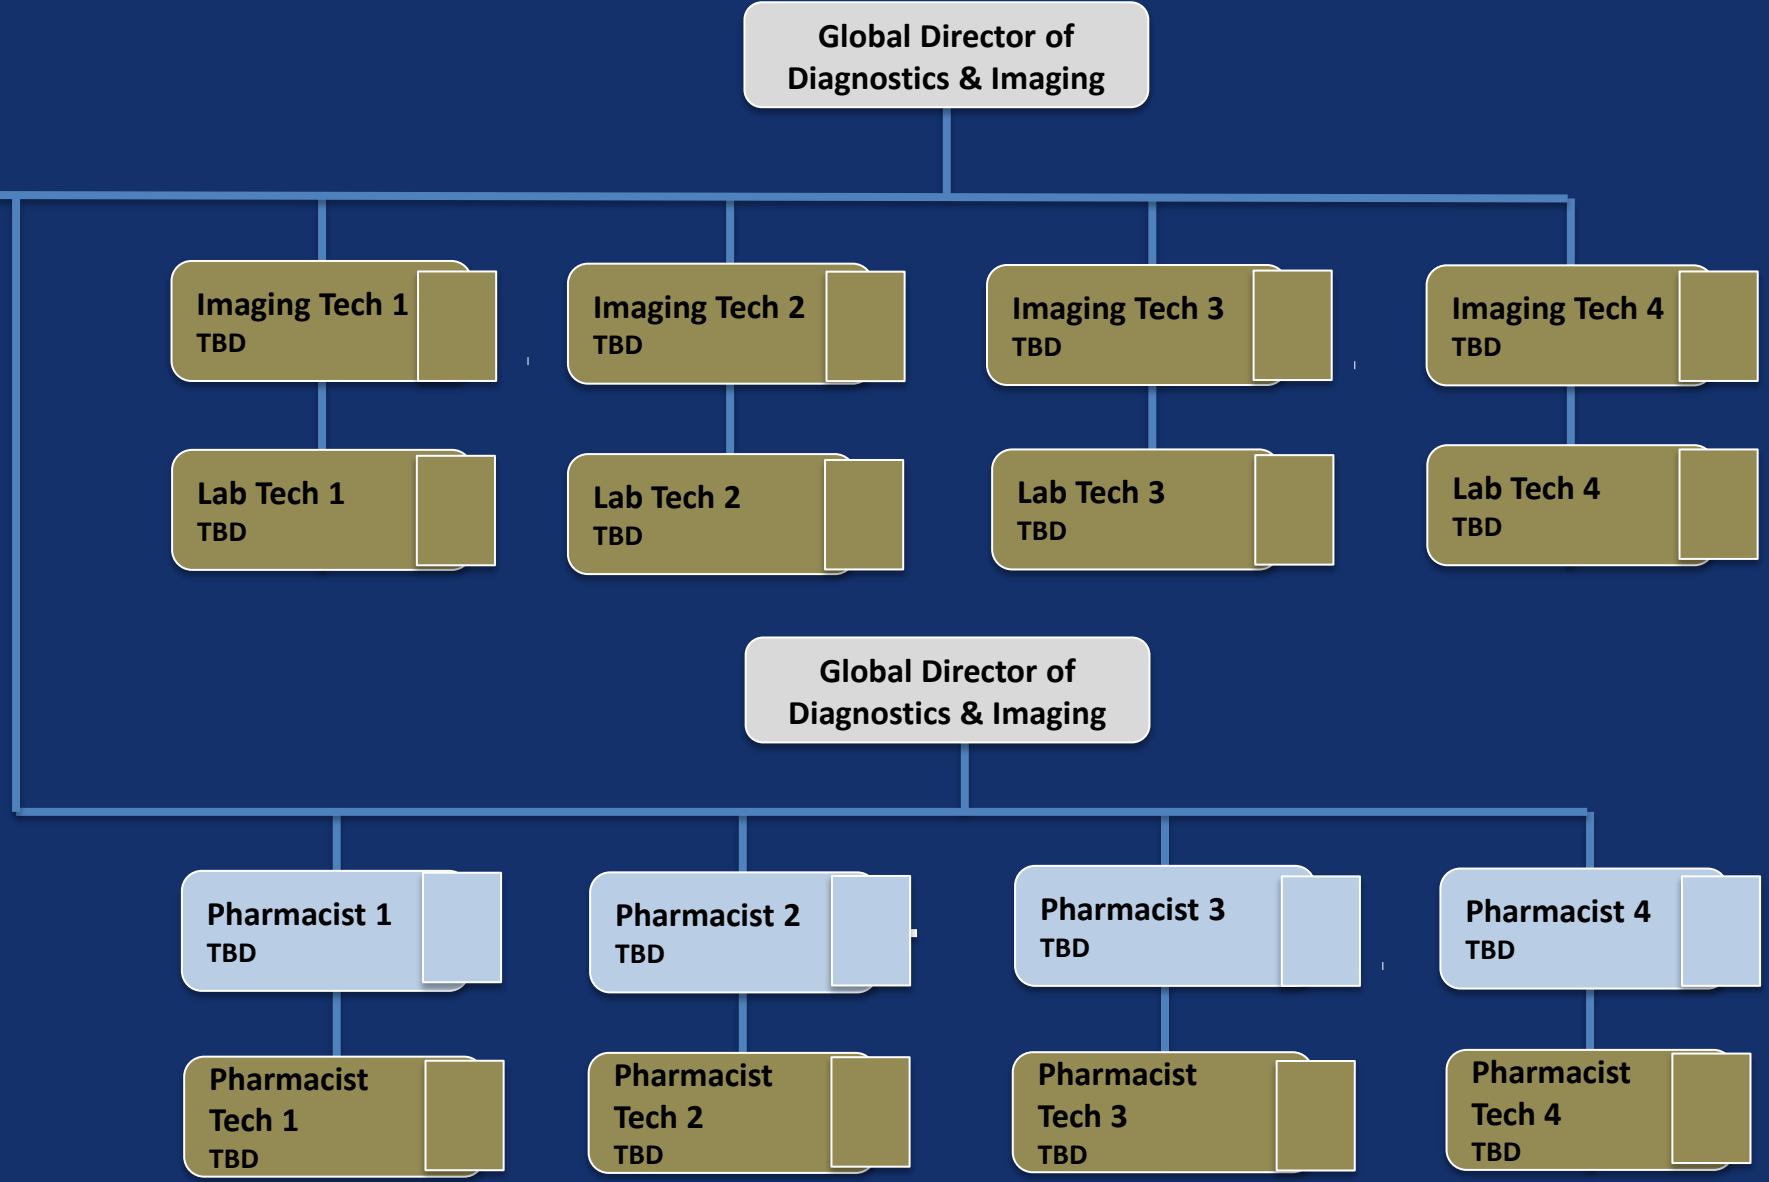 Global Director of
Diagnostics & Imaging
Imaging Tech 1
TBD
Imaging Tech 2
TBD
Imaging Tech 3
TBD
Imaging Tech 4
TBD
Lab Tech 1
TBD
Lab Tech 2
TBD
Lab Tech 3
TBD
Lab Tech 4
TBD
Global Director of
Diagnostics & Imaging
Pharmacist 1
TBD
Pharmacist 2
TBD
Pharmacist 3
TBD
Pharmacist 4
TBD
Pharmacist
Tech 1
TBD
Pharmacist
Tech 2
TBD
Pharmacist
Tech 3
TBD
Pharmacist
Tech 4
TBD